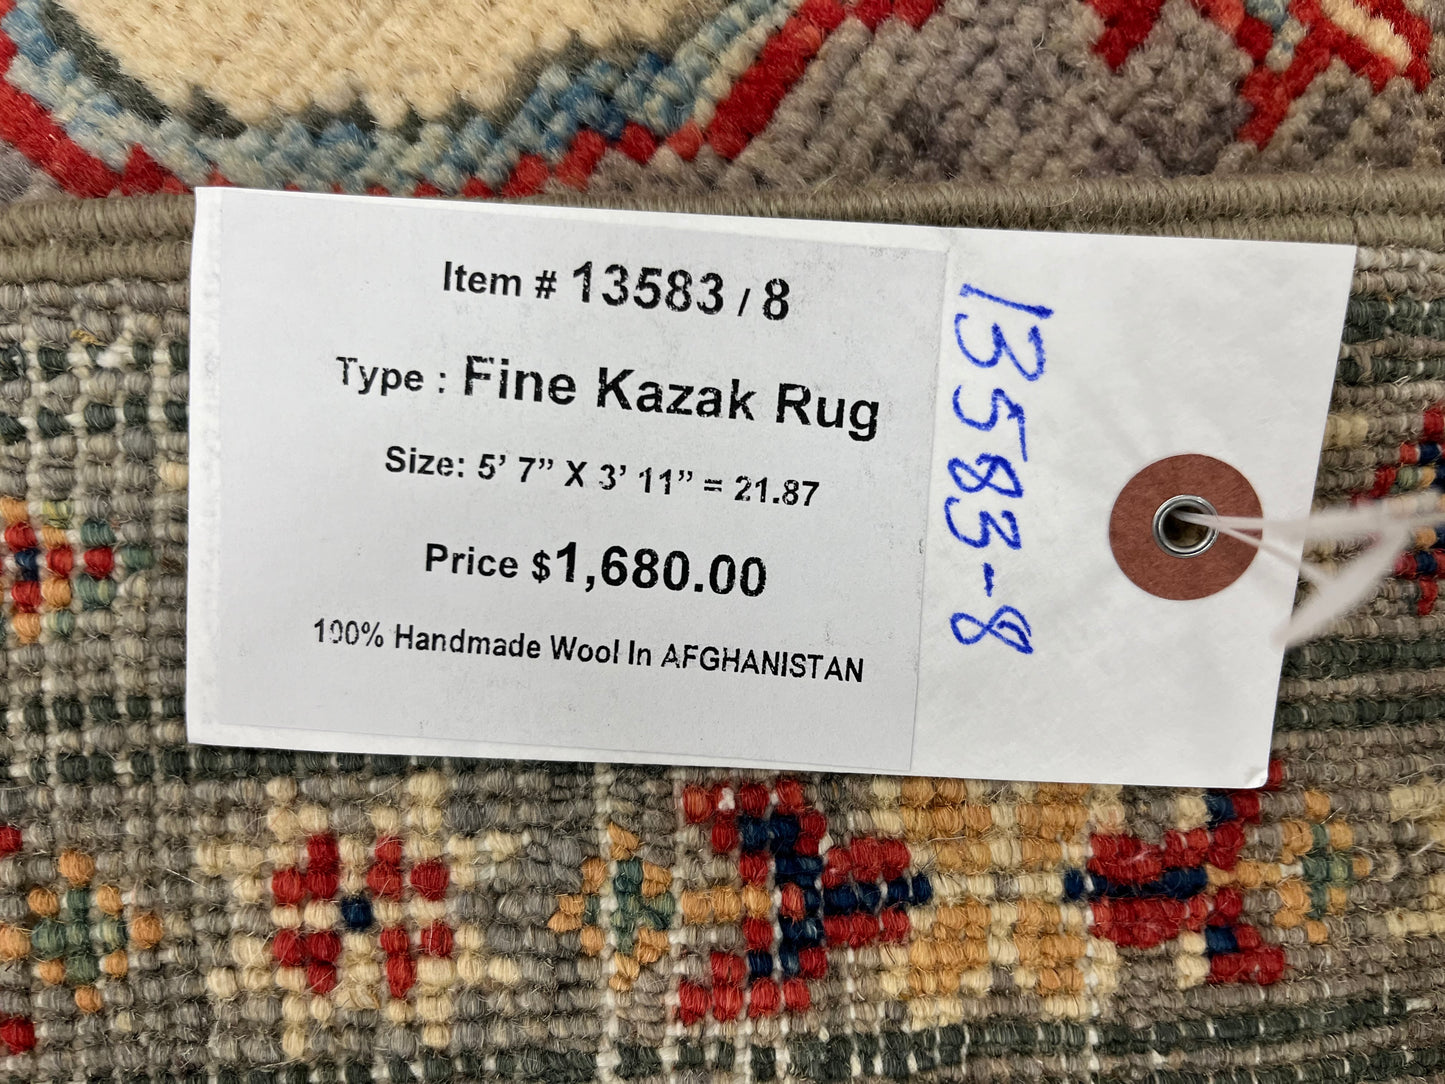 Item # 13583 / 8
Type : Fine Kazak Rug
Size: 5’ 7” X 3’ 11” = 21.87
Price $1,680.00
100% Handmade Wool In AFGHANISTAN
13583-8